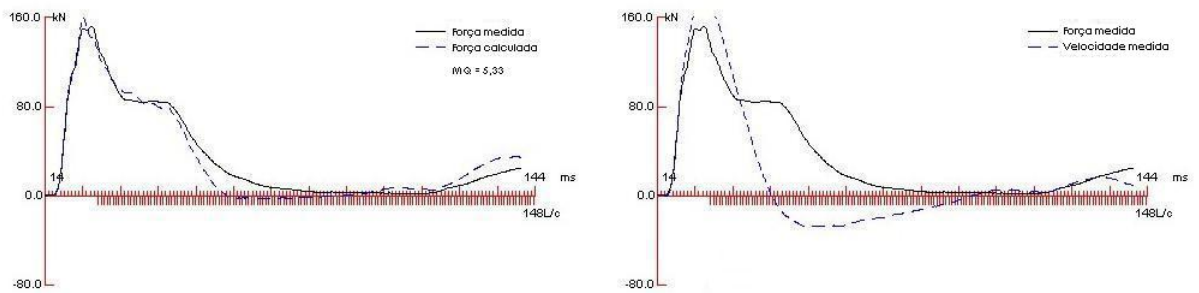 160.0 kN
Força medida
Força calculada
MQ = 5,33
80.0
14
144 ms
0.0
148L/c
-80.0
160.0 kN
Força medida
Velocidade medida
80.0
14
144 ms
0.0
148L/c
-80.0